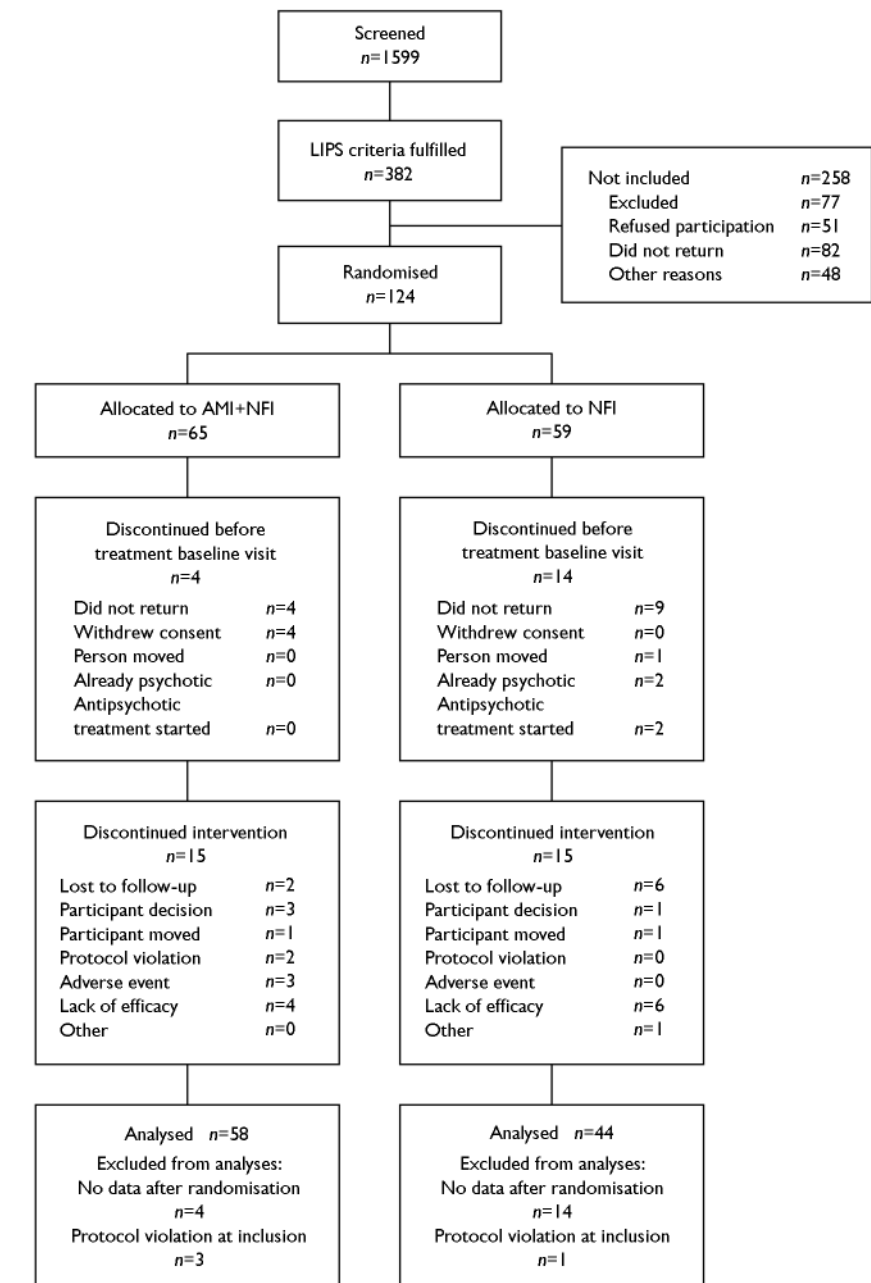 Screened
n=1599
LIPS criteria fulfilled
n=382
Not included n=258
Excluded n=77
Refused participation n=51
Did not return n=82
Other reasons n=48
Randomised
n=124
Allocated to AMI+NFI
n=65
Allocated to NFI
n=59
Discontinued before
treatment baseline visit
n=4
Did not return n=4
Withdrew consent n=4
Person moved n=0
Already psychotic n=0
Antipsychotic
treatment started n=0
Discontinued before
treatment baseline visit
n=14
Did not return n=9
Withdrew consent n=0
Person moved n=1
Already psychotic n=2
Antipsychotic
treatment started n=2
Discontinued intervention
n=15
Lost to follow-up n=2
Participant decision n=3
Participant moved n=1
Protocol violation n=2
Adverse event n=3
Lack of efficacy n=4
Other n=0
Discontinued intervention
n=15
Lost to follow-up n=6
Participant decision n=1
Participant moved n=1
Protocol violation n=0
Adverse event n=0
Lack of efficacy n=6
Other n=1
Analysed n=58
Excluded from analyses:
No data after randomisation
n=4
Protocol violation at inclusion
n=3
Analysed n=44
Excluded from analyses:
No data after randomisation
n=14
Protocol violation at inclusion
n=1